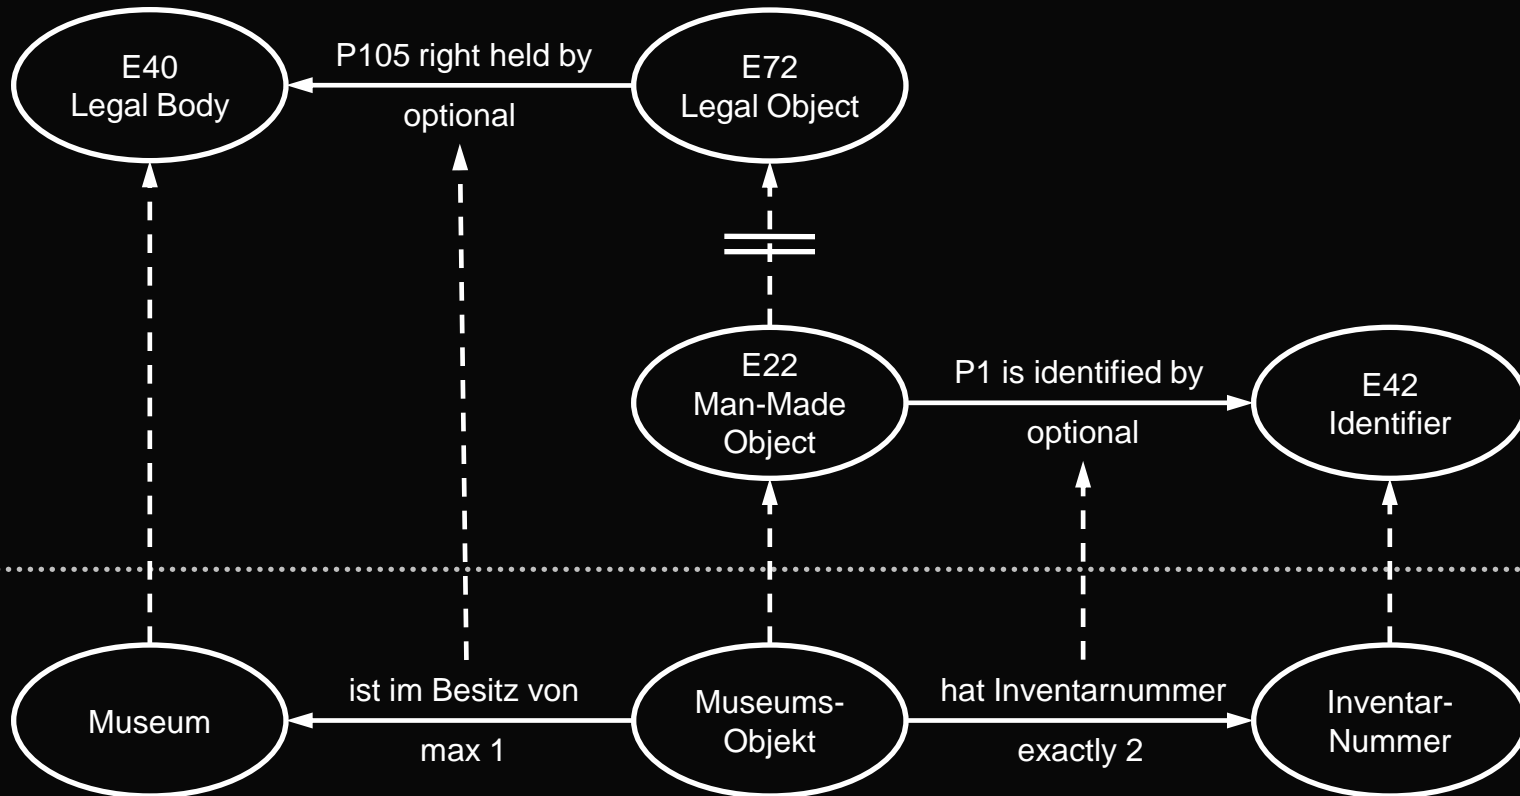 E40
Legal Body
P105 right held by
optional
E72
Legal Object
E22
Man-Made
Object
P1 is identified by
optional
E42
Identifier
Museum
ist im Besitz von
max 1
Museums-
Objekt
hat Inventarnummer
exactly 2
Inventar-
Nummer